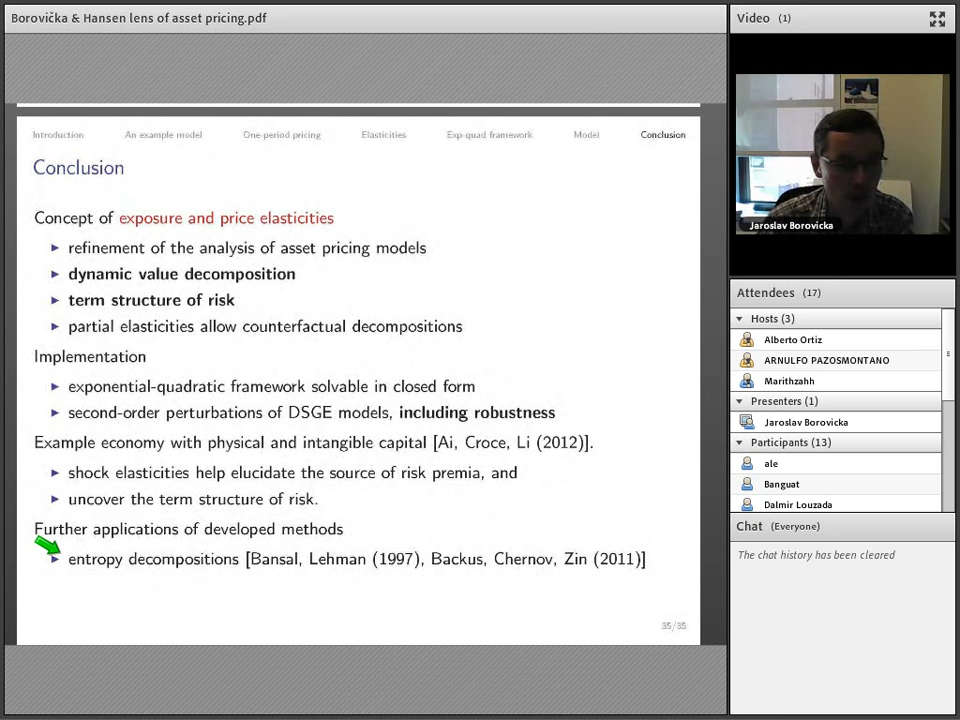 Borovička & Hansen lens of asset pricing.pdf
Introduction An example model One-period pricing Elasticities Exp-quad framework Model Conclusion
Conclusion
Concept of exposure and price elasticities
► refinement of the analysis of asset pricing models
► dynamic value decomposition
► term structure of risk
► partial elasticities allow counterfactual decompositions
Implementation
► exponential-quadratic framework solvable in closed form
► second-order perturbations of DSGE models, including robustness
Example economy with physical and intangible capital [Ai, Croce, Li (2012)].
► shock elasticities help elucidate the source of risk premia, and
► uncover the term structure of risk.
Further applications of developed methods
► entropy decompositions [Bansal, Lehman (1997), Backus, Chernov, Zin (2011)]
35/35
Video (1)
Jaroslav Borovicka
Attendees (17)
Hosts (3)
Alberto Ortiz
ARNULFO PAZOSMONTANO
Marithzahh
Presenters (1)
Jaroslav Borovicka
Participants (13)
ale
Banguat
Dalmir Louzada
Chat (Everyone)
The chat history has been cleared